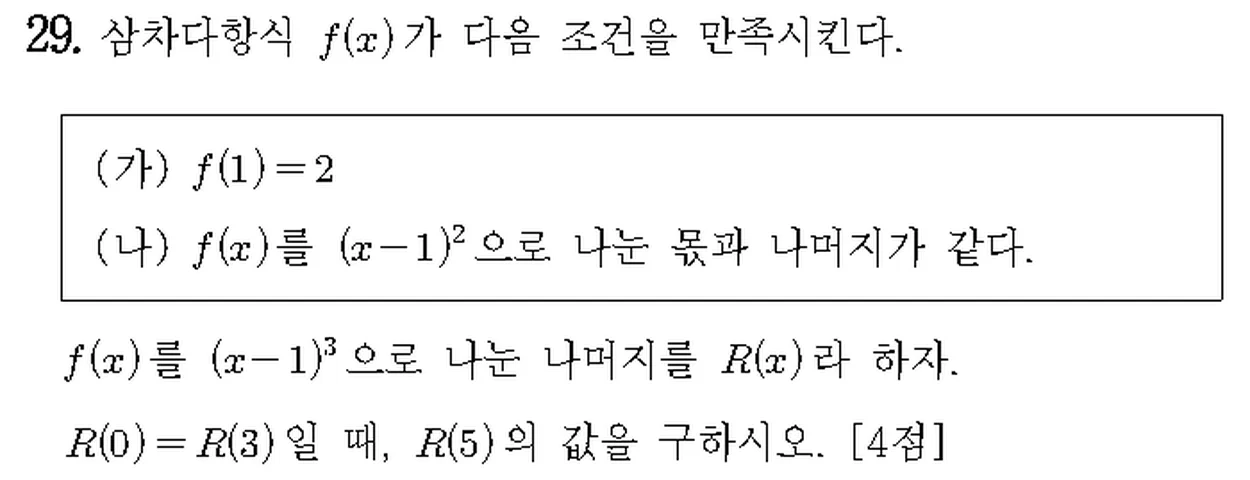 29. 삼차다항식 f(x)가 다음 조건을 만족시킨다.
(가) f(1)=2
(나) f(x)를 (x-1)²으로 나눈 몫과 나머지가 같다.
f(x)를 (x-1)³으로 나눈 나머지를 R(x)라 하자.
R(0)=R(3)일 때, R(5)의 값을 구하시오. [4점]